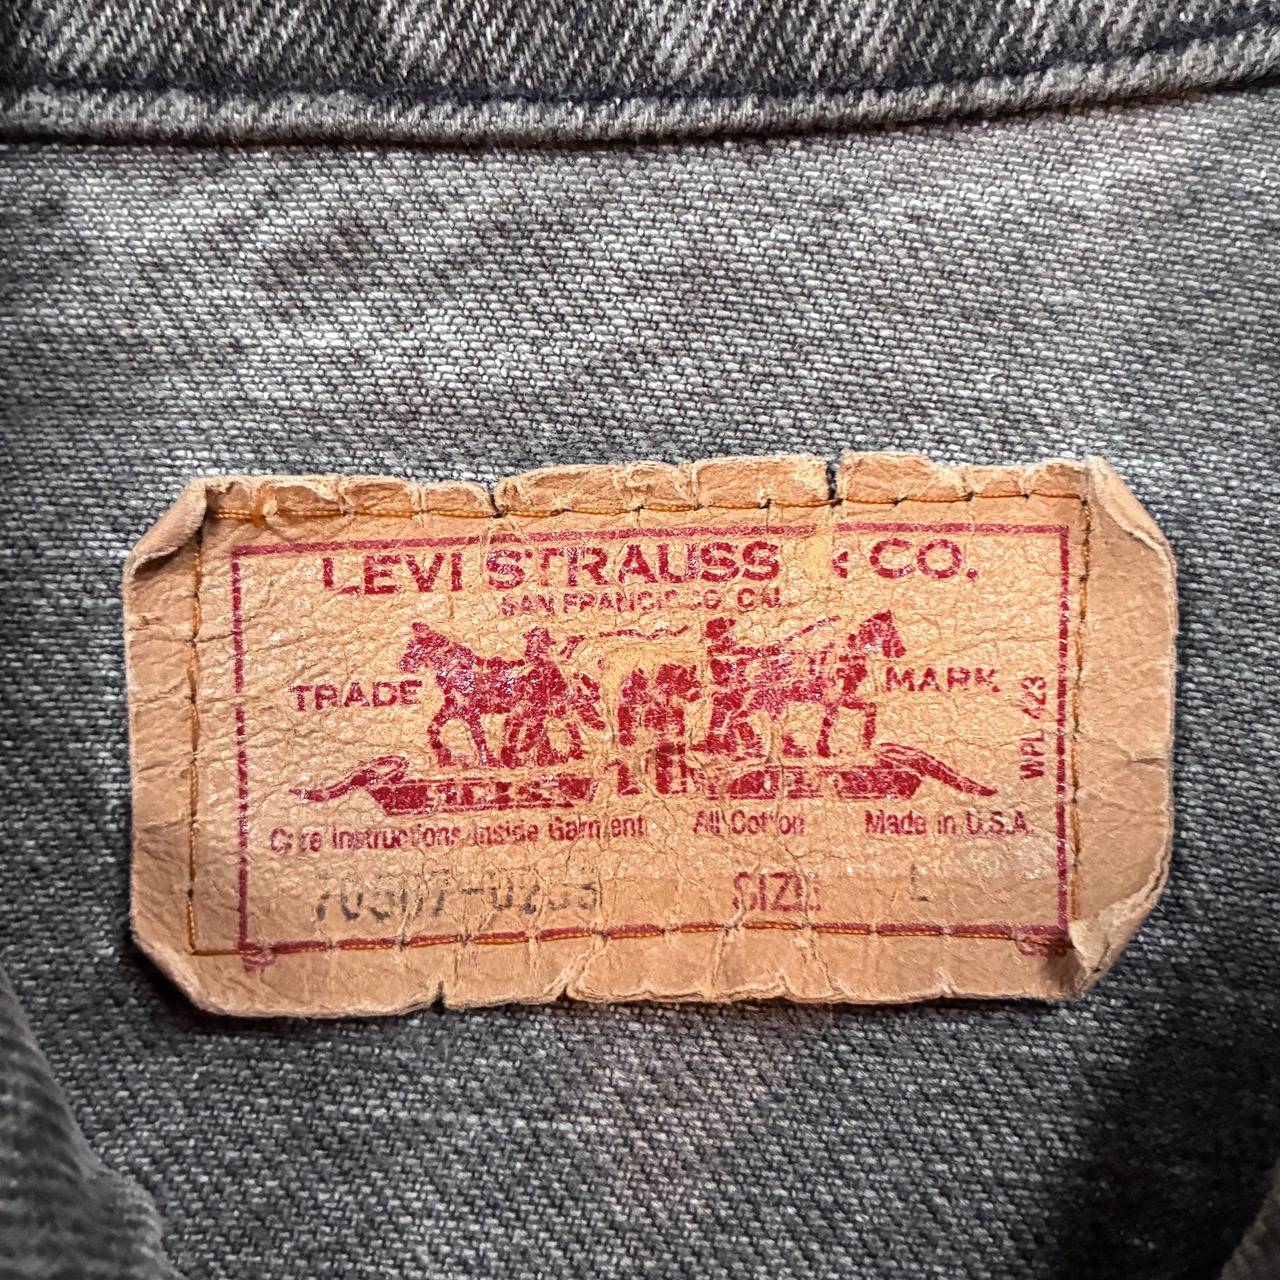 LEVI STRAUSS & CO.
SAN FRANCISCO, CAL.
TRADE MARK
WPL 423
Care Instructions Inside Garment All Cotton Made in U.S.A.
SIZE L